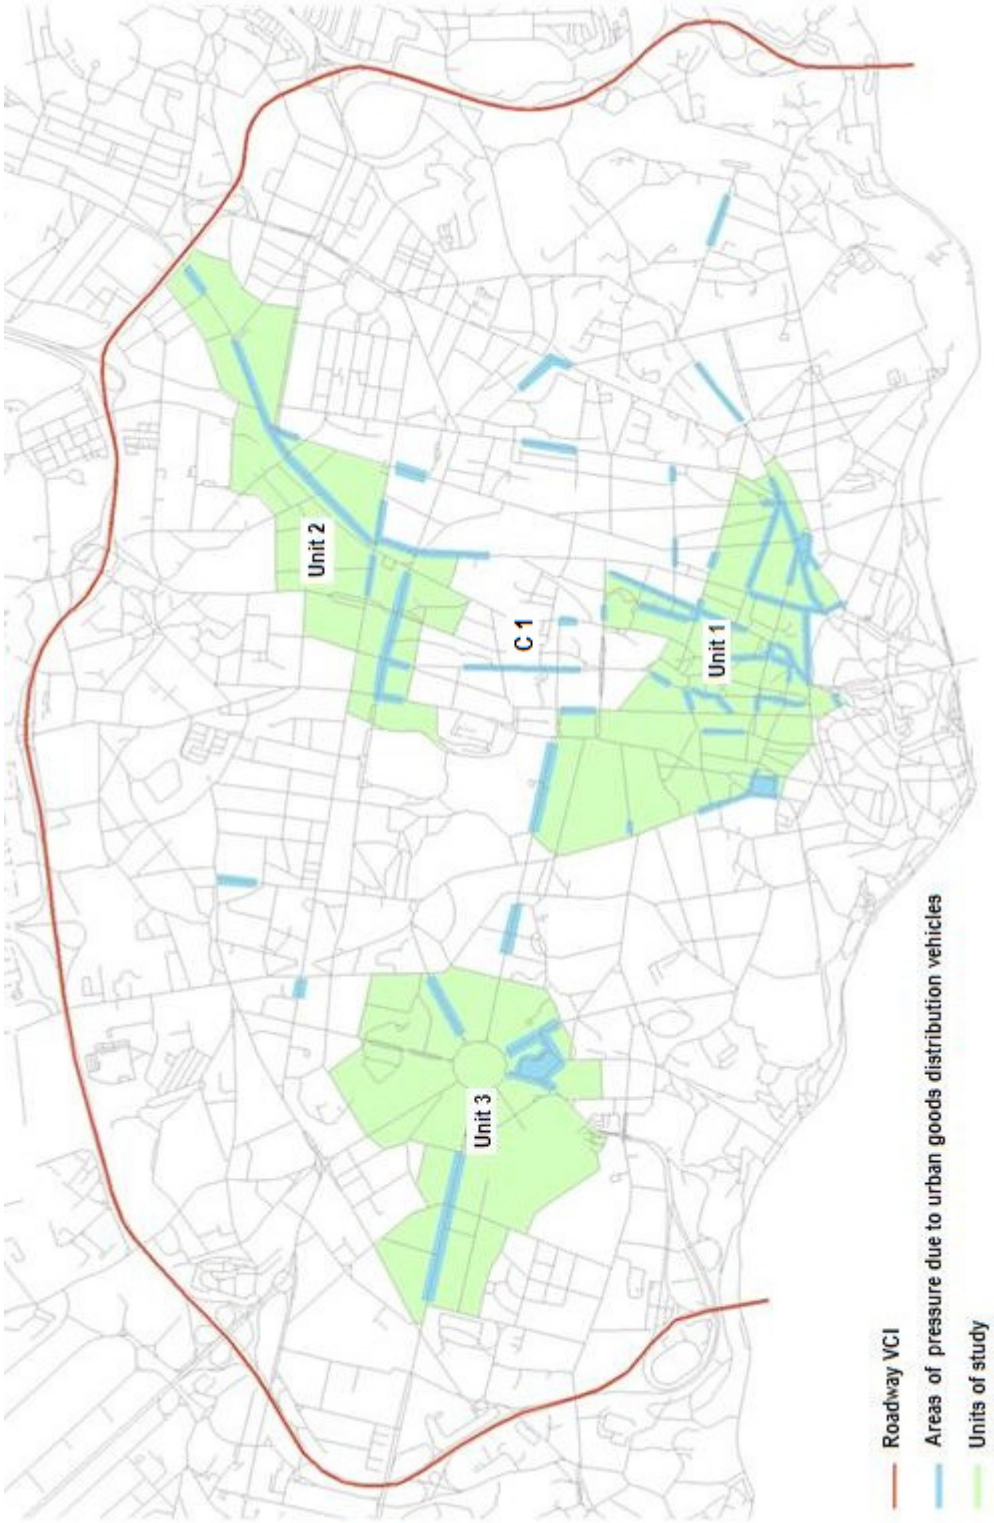 Unit 2
C 1
Unit 1
Unit 3
Roadway VCI
Areas of pressure due to urban goods distribution vehicles
Units of study